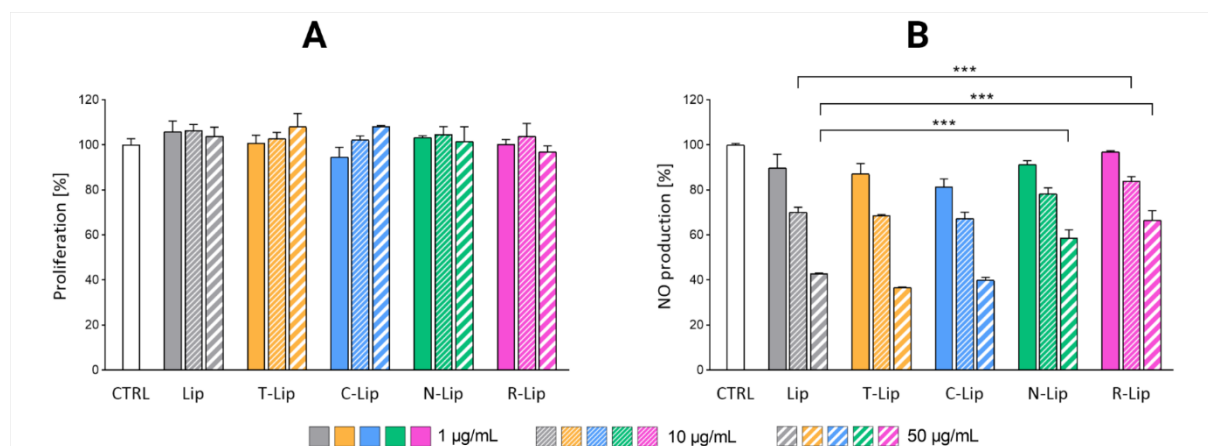 A
Proliferation [%]
120
100
80
60
40
20
0
CTRL Lip T-Lip C-Lip N-Lip R-Lip
B
***
***
***
NO production [%]
120
100
80
60
40
20
0
CTRL Lip T-Lip C-Lip N-Lip R-Lip
1 µg/mL 10 µg/mL 50 µg/mL